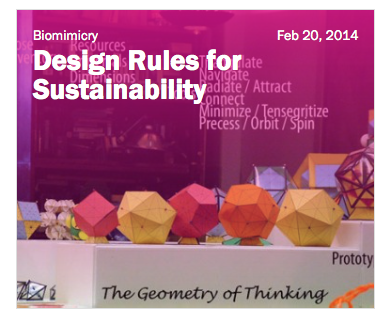 Biomimicry
Feb 20, 2014
Design Rules for
Sustainability
Resources
Dimensions
Navigate
Radiate / Attract
Connect
Minimize / Tensegritize
Precess / Orbit / Spin
Prototy
The Geometry of Thinking